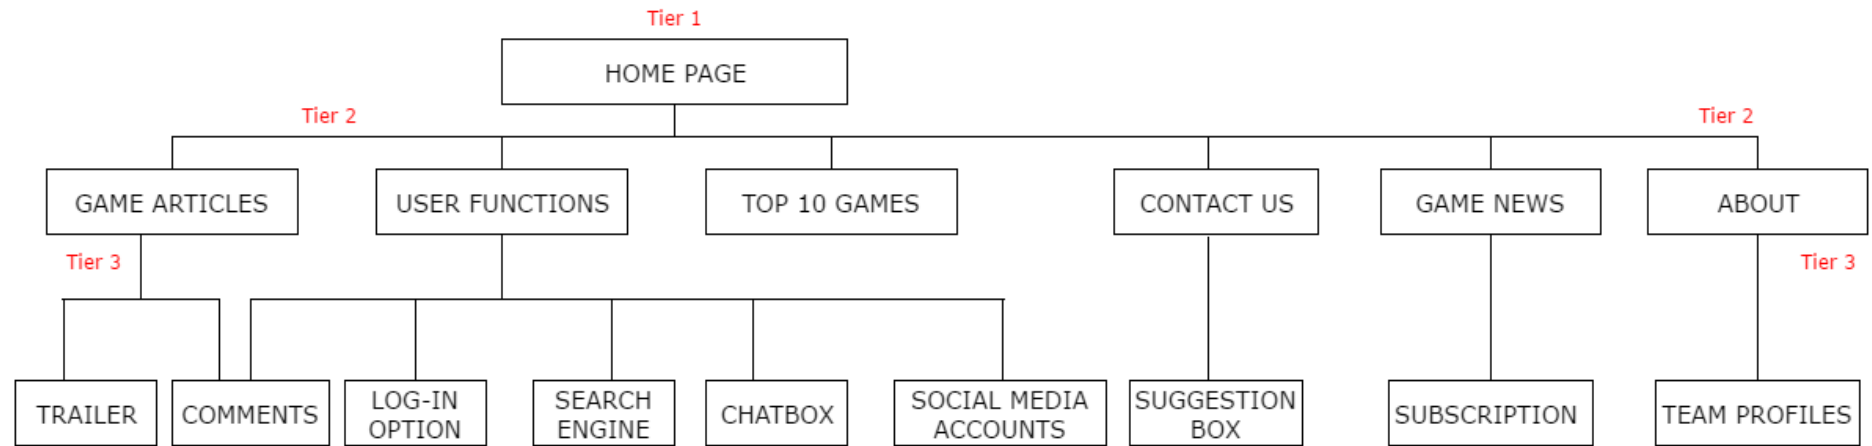 Tier 1
HOME PAGE
Tier 2
Tier 2
GAME ARTICLES
USER FUNCTIONS
TOP 10 GAMES
CONTACT US
GAME NEWS
ABOUT
Tier 3
Tier 3
TRAILER
COMMENTS
LOG-IN
OPTION
SEARCH
ENGINE
CHATBOX
SOCIAL MEDIA
ACCOUNTS
SUGGESTION
BOX
SUBSCRIPTION
TEAM PROFILES